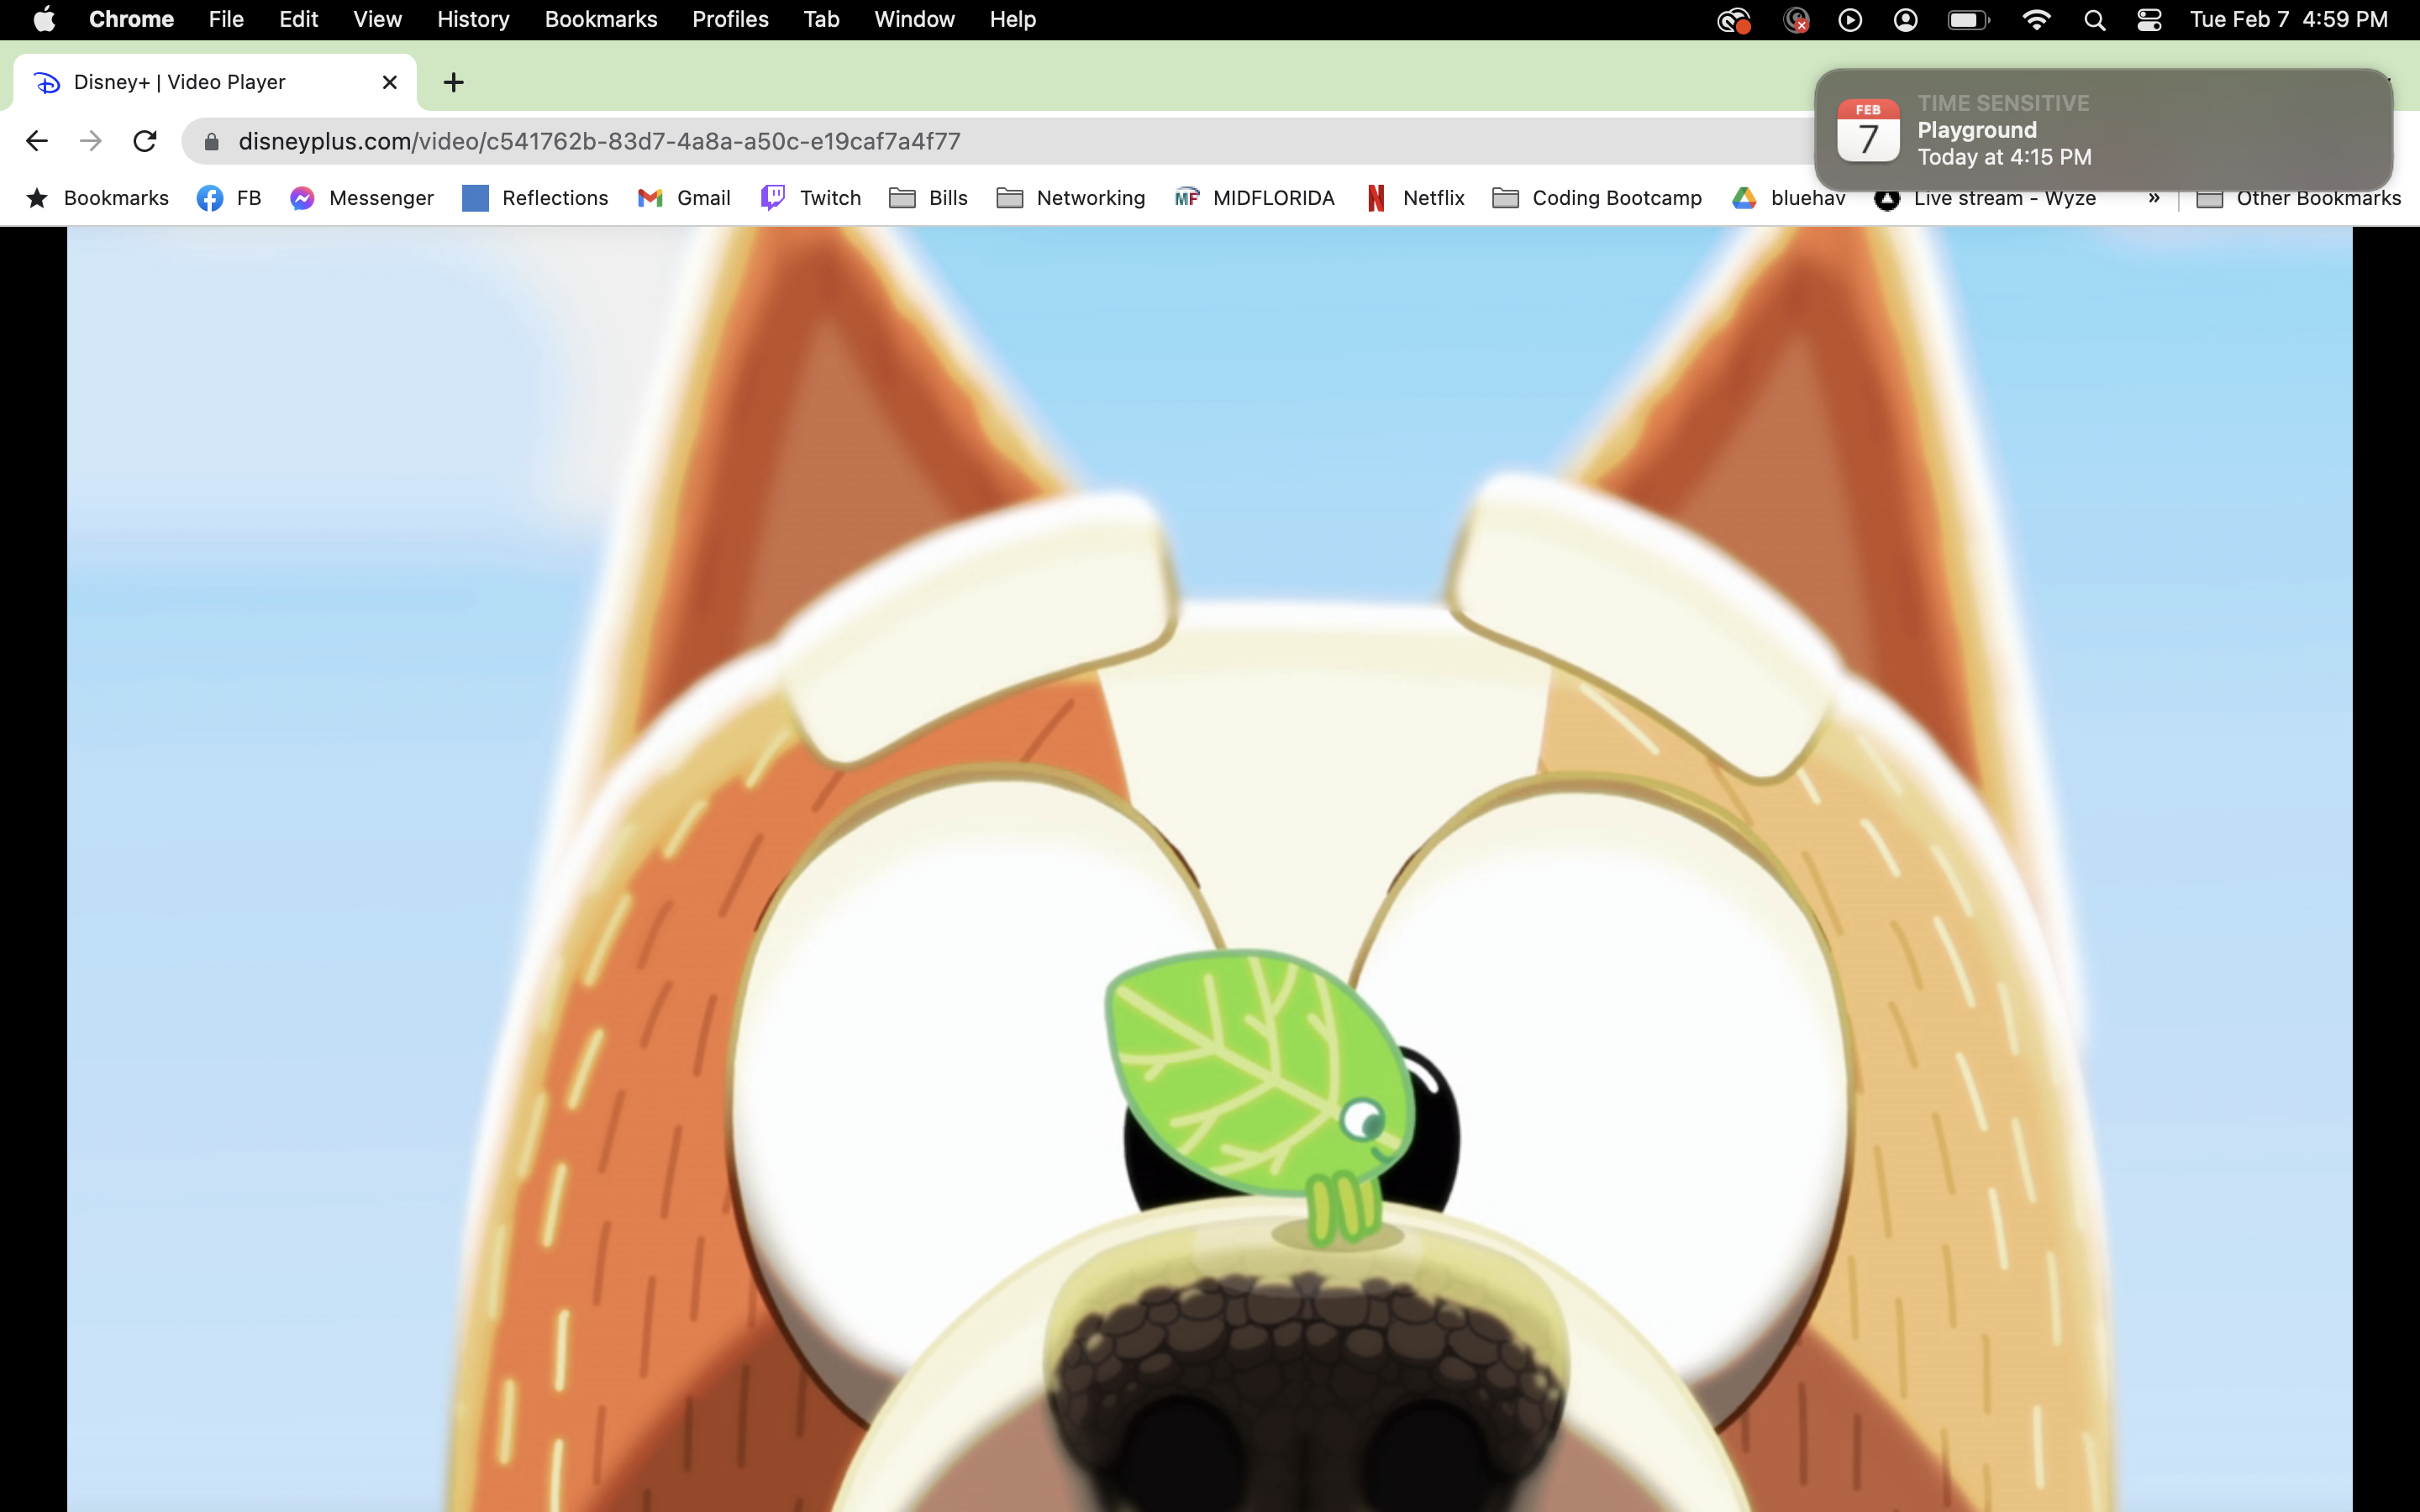 Chrome File Edit View History Bookmarks Profiles Tab Window Help Tue Feb 7 4:59 PM
Disney+ | Video Player
disneyplus.com/video/c541762b-83d7-4a8a-a50c-e19caf7a4f77
FEB
7
TIME SENSITIVE
Playground
Today at 4:15 PM
Bookmarks FB Messenger Reflections Gmail Twitch Bills Networking MF MIDFLORIDA Netflix Coding Bootcamp bluehav Live stream - Wyze » Other Bookmarks